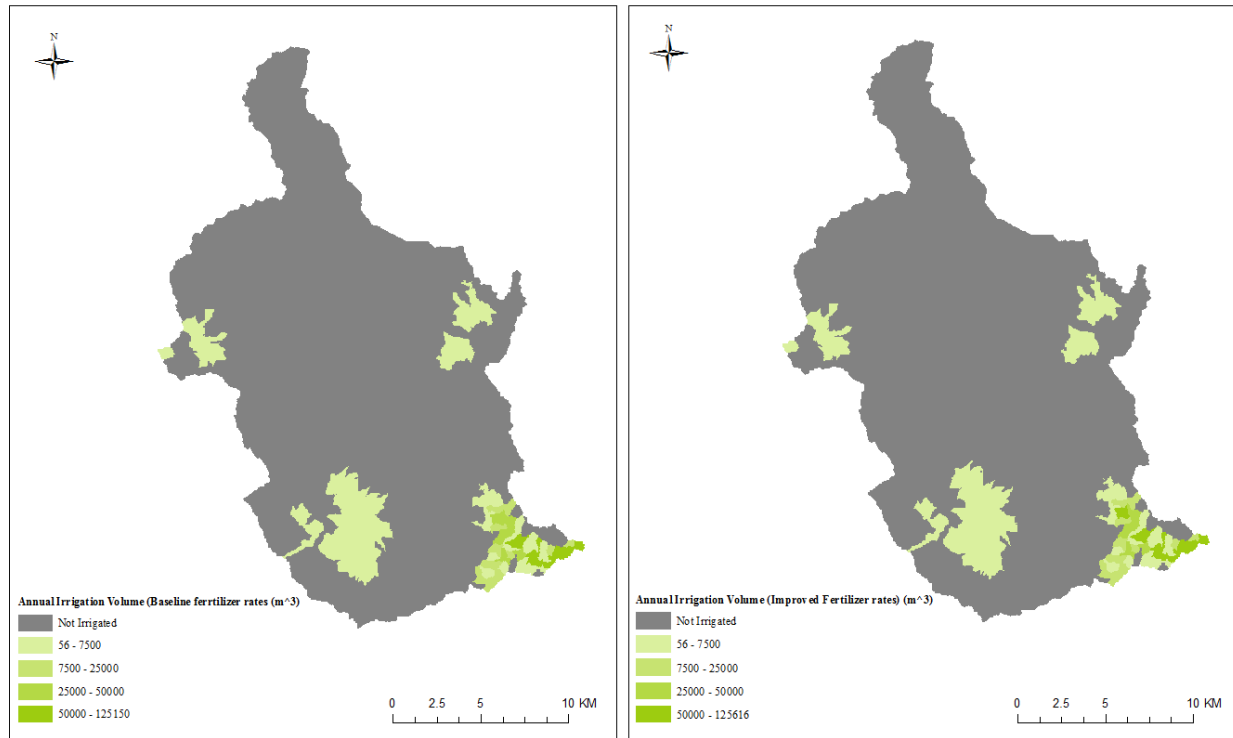 N
Annual Irrigation Volume (Baseline ferrtilizer rates (m^3)
Not Irrigated
56 - 7500
7500 - 25000
25000 - 50000
50000 - 125150
0 2.5 5 10 KM
N
Annual Irrigation Volume (Improved Fertilizer rates) (m^3)
Not Irrigated
56 - 7500
7500 - 25000
25000 - 50000
50000 - 125616
0 2.5 5 10 KM